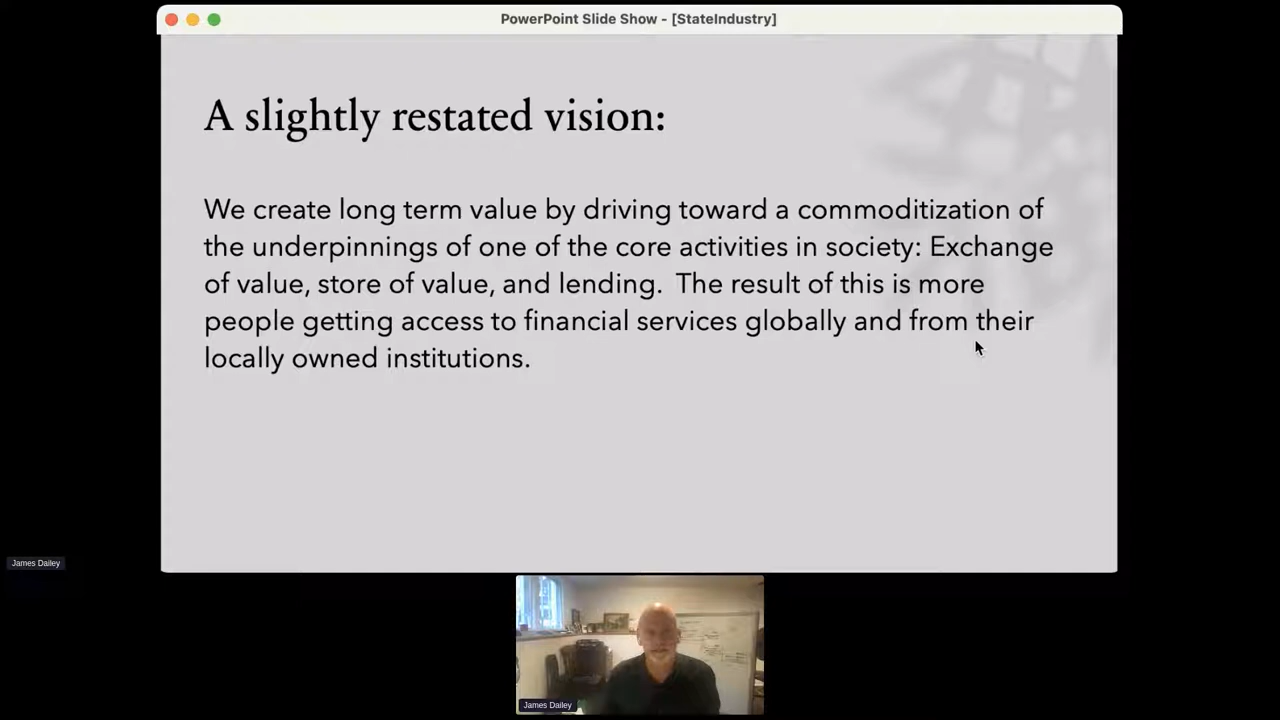 PowerPoint Slide Show - [StateIndustry]
A slightly restated vision:
We create long term value by driving toward a commoditization of
the underpinnings of one of the core activities in society: Exchange
of value, store of value, and lending.  The result of this is more
people getting access to financial services globally and from their
locally owned institutions.
James Dailey
James Dailey